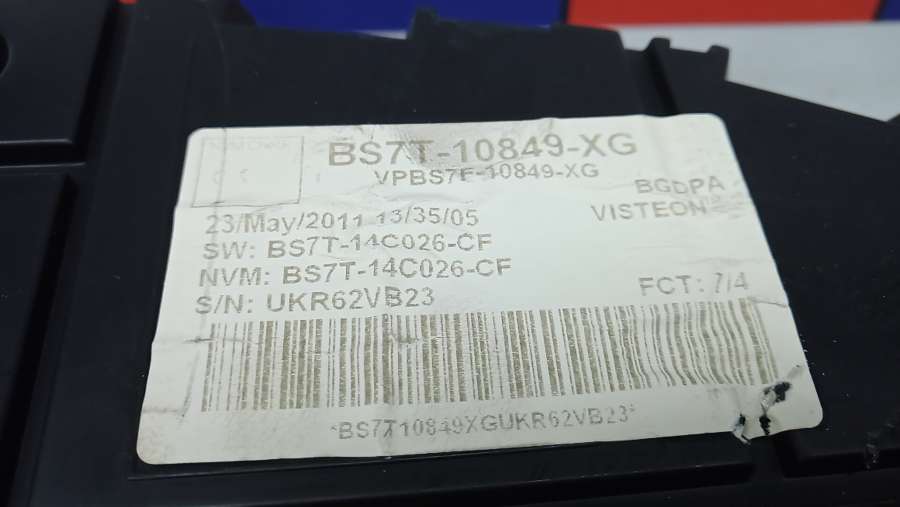 BS7T-10849-XG
VPBS7F-10849-XG
BGDPA
VISTEON
23/May/2011 13/35/05
SW: BS7T-14C026-CF
NVM: BS7T-14C026-CF
FCT: 7/4
S/N: UKR62VB23
*BS7T10849XGUKR62VB23*